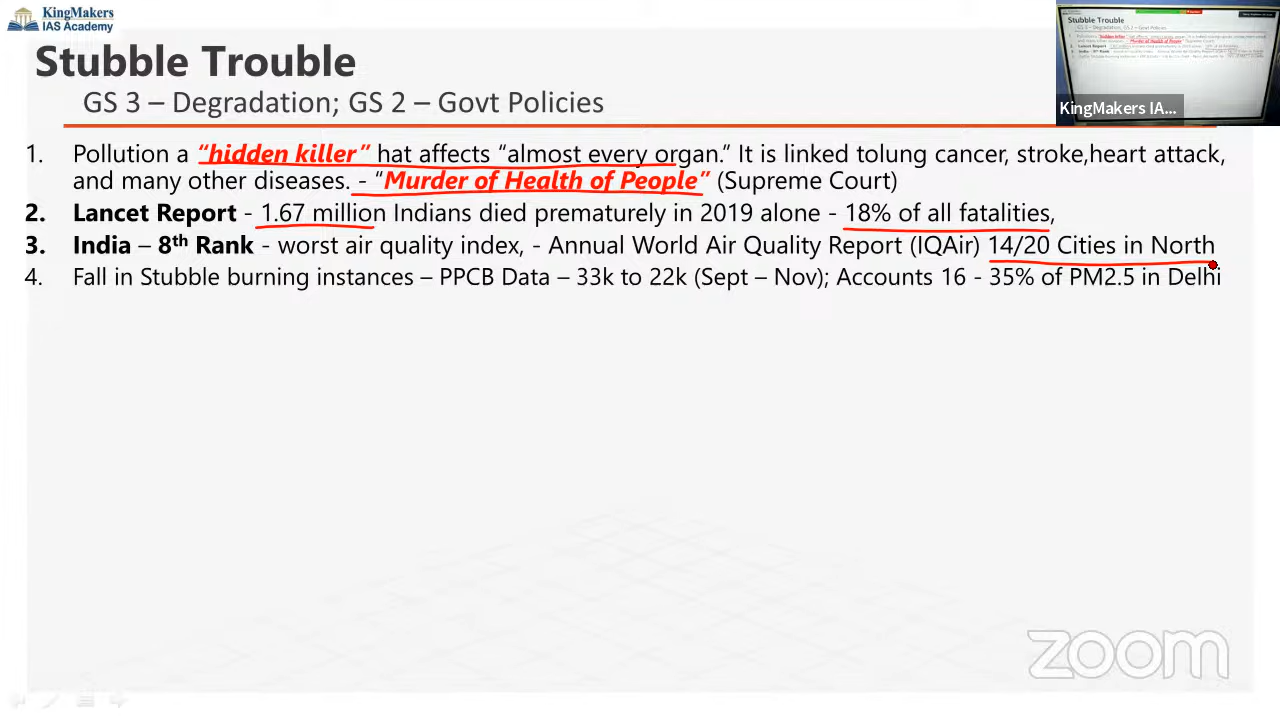 KingMakers
IAS Academy
Stubble Trouble
GS 3 – Degradation; GS 2 – Govt Policies
KingMakers IA...
1. Pollution a “hidden killer” hat affects “almost every organ.” It is linked tolung cancer, stroke,heart attack,
and many other diseases. - “Murder of Health of People” (Supreme Court)
2. Lancet Report - 1.67 million Indians died prematurely in 2019 alone - 18% of all fatalities,
3. India – 8th Rank - worst air quality index, - Annual World Air Quality Report (IQAir) 14/20 Cities in North
4. Fall in Stubble burning instances – PPCB Data – 33k to 22k (Sept – Nov); Accounts 16 - 35% of PM2.5 in Delhi
zoom